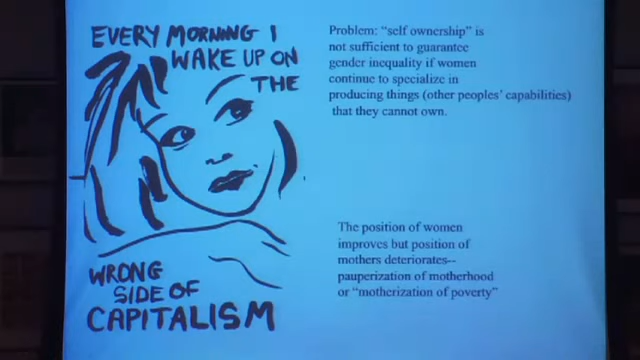 EVERY MORNING I
WAKE UP ON
THE
WRONG
SIDE OF
CAPITALISM
Problem: “self ownership” is
not sufficient to guarantee
gender inequality if women
continue to specialize in
producing things (other peoples’ capabilities)
that they cannot own.
The position of women
improves but position of
mothers deteriorates--
pauperization of motherhood
or “motherization of poverty”